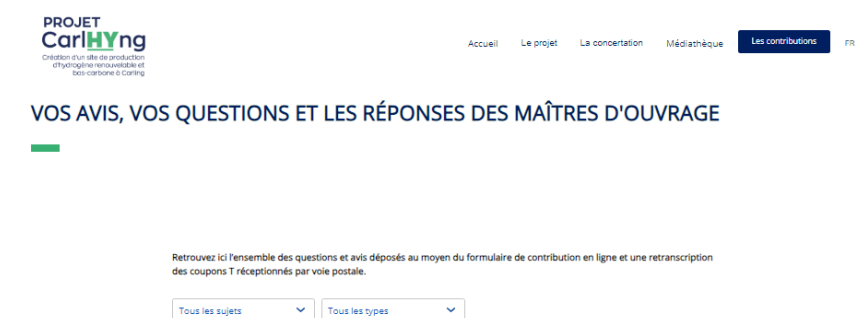 PROJET
CarlHYng
Création d'un site de production
d'hydrogène renouvelable et
bas-carbone à Carling
Accueil Le projet La concertation Médiathèque Les contributions FR
VOS AVIS, VOS QUESTIONS ET LES RÉPONSES DES MAÎTRES D'OUVRAGE
Retrouvez ici l'ensemble des questions et avis déposés au moyen du formulaire de contribution en ligne et une retranscription
des coupons T réceptionnés par voie postale.
Tous les sujets Tous les types